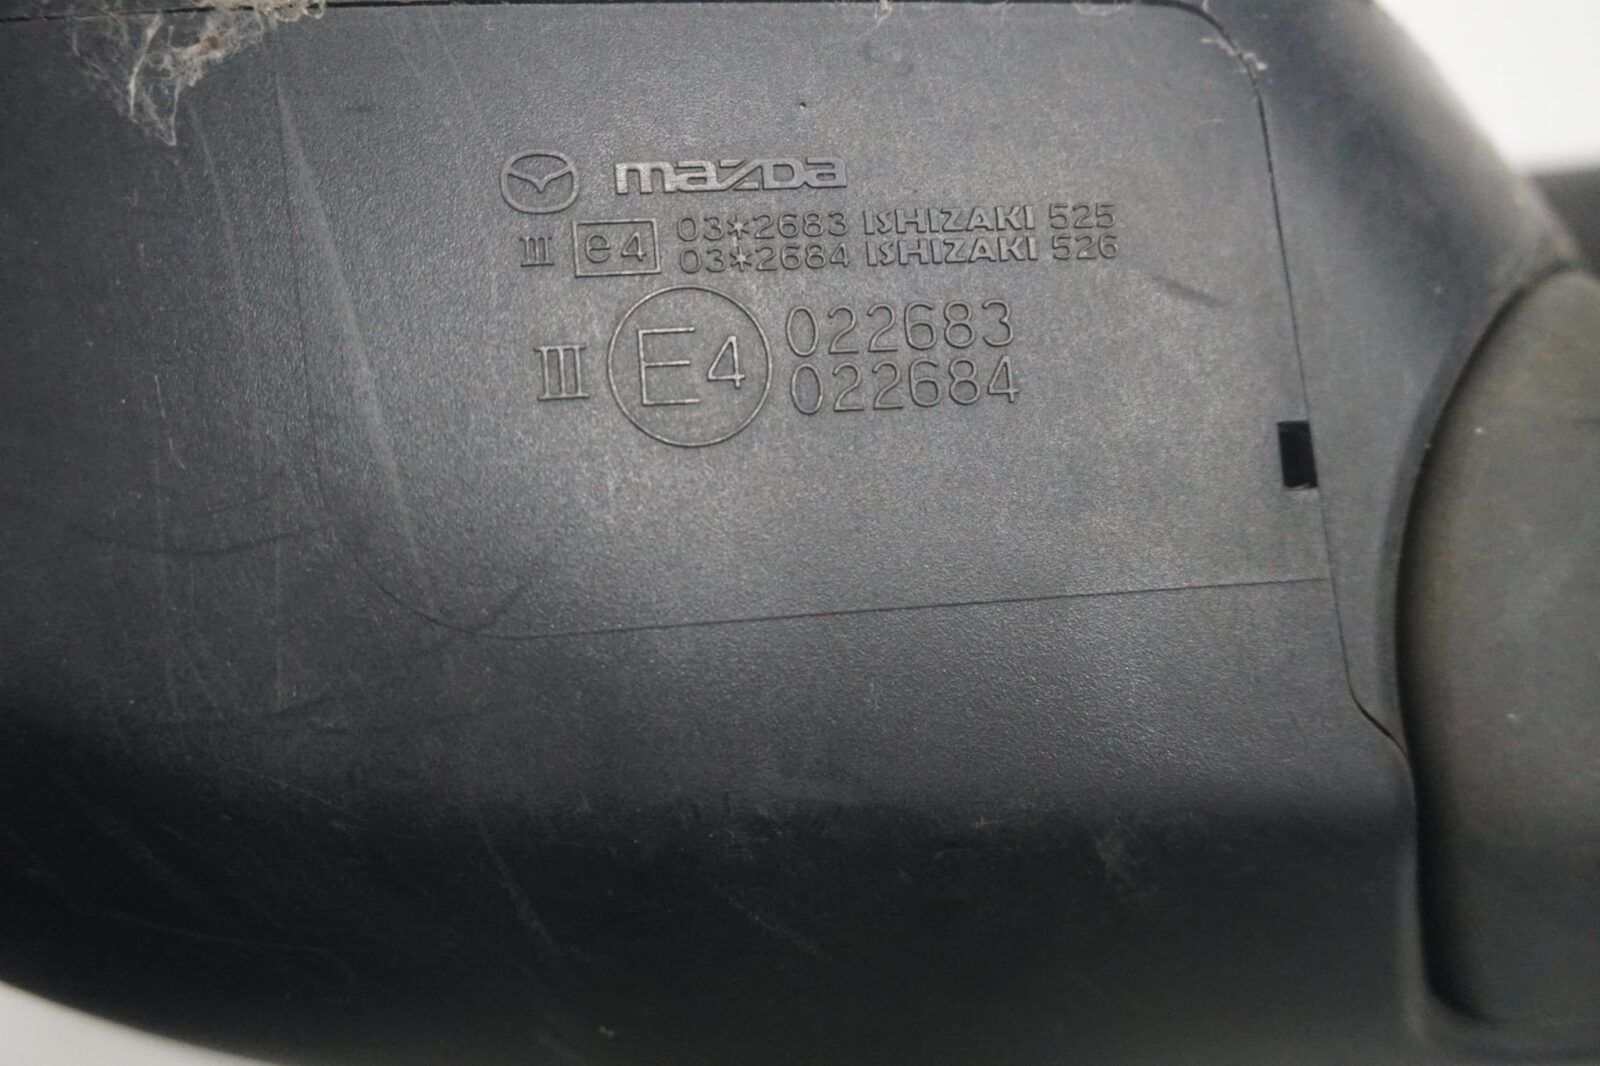 mazda
III e4 03*2683 ISHIZAKI 525
03*2684 ISHIZAKI 526
III E4 022683
022684